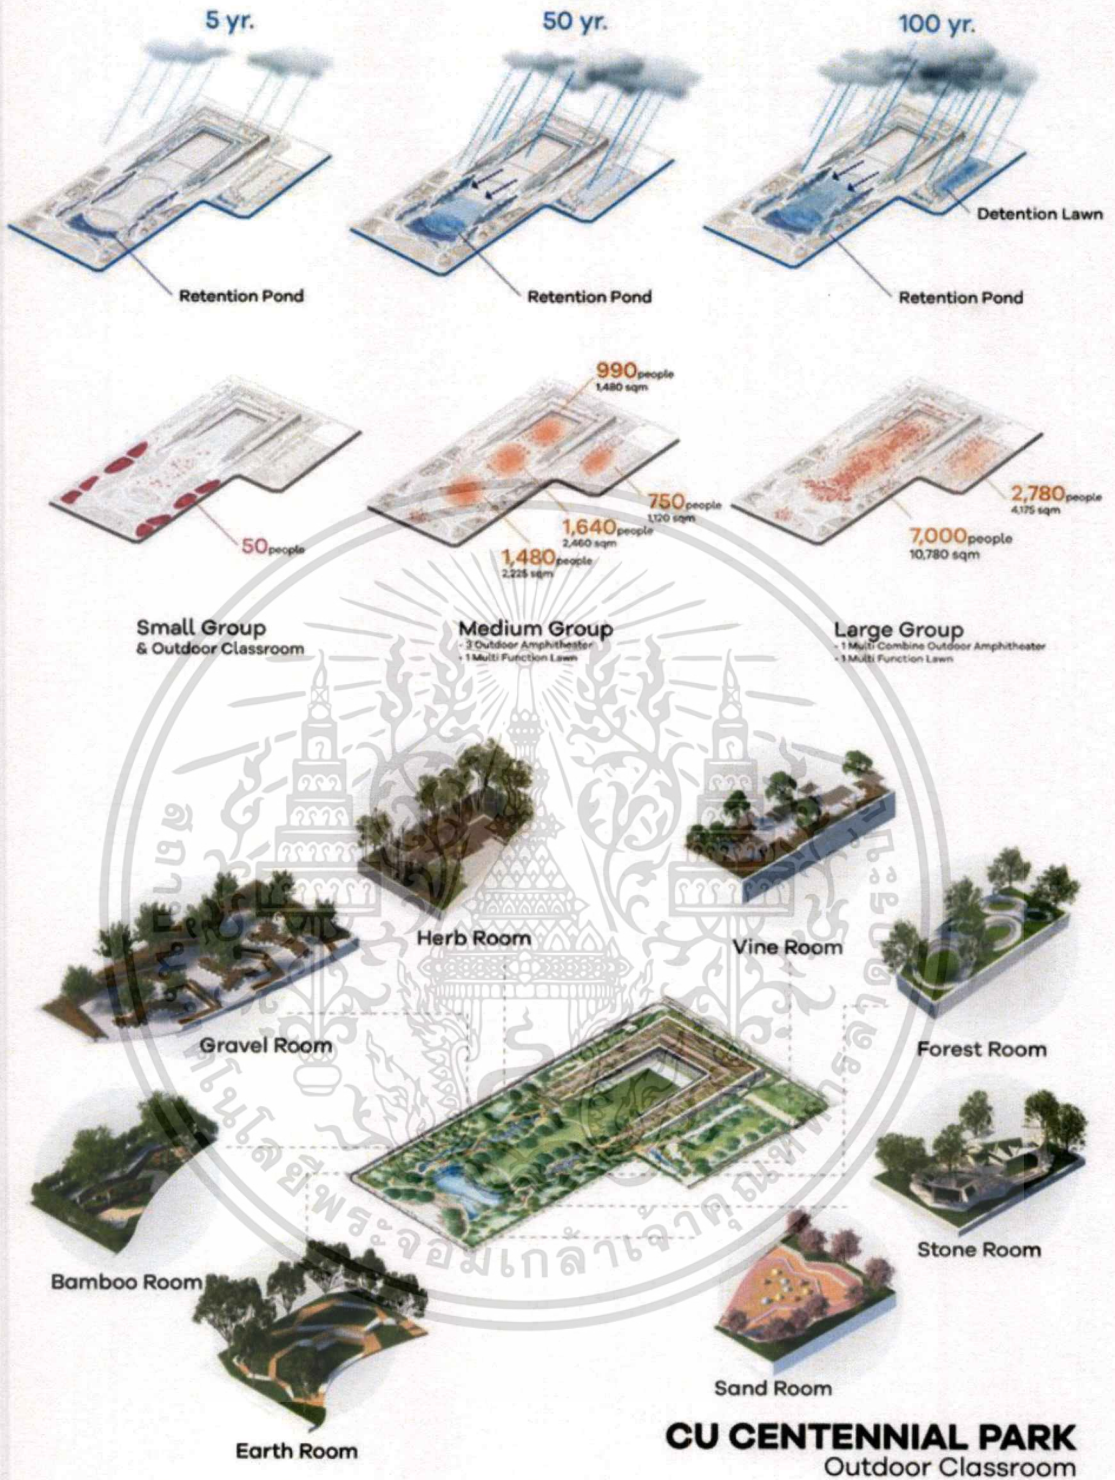 5 yr.
50 yr.
100 yr.
Detention Lawn
Retention Pond
Retention Pond
Retention Pond
990people
1,480 sqm
750people
1,120 sqm
1,640people
2,460 sqm
1,480people
2,225 sqm
50people
2,780people
4,175 sqm
7,000people
10,780 sqm
Small Group
& Outdoor Classroom
Medium Group
- 3 Outdoor Amphitheater
- 1 Multi Function Lawn
Large Group
- 1 Multi Combine Outdoor Amphitheater
- 1 Multi Function Lawn
Herb Room
Vine Room
Gravel Room
Forest Room
Bamboo Room
Stone Room
Earth Room
Sand Room
CU CENTENNIAL PARK
Outdoor Classroom